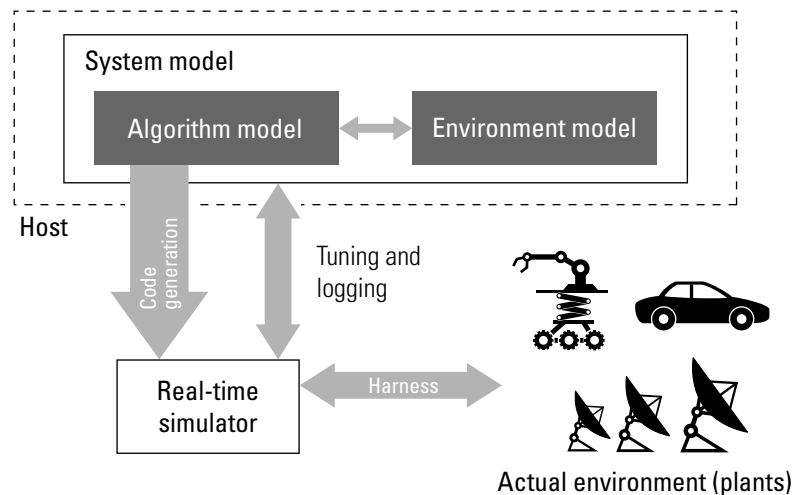 System model
Algorithm model
Environment model
Host
Code
generation
Tuning and
logging
Real-time
simulator
Harness
Actual environment (plants)